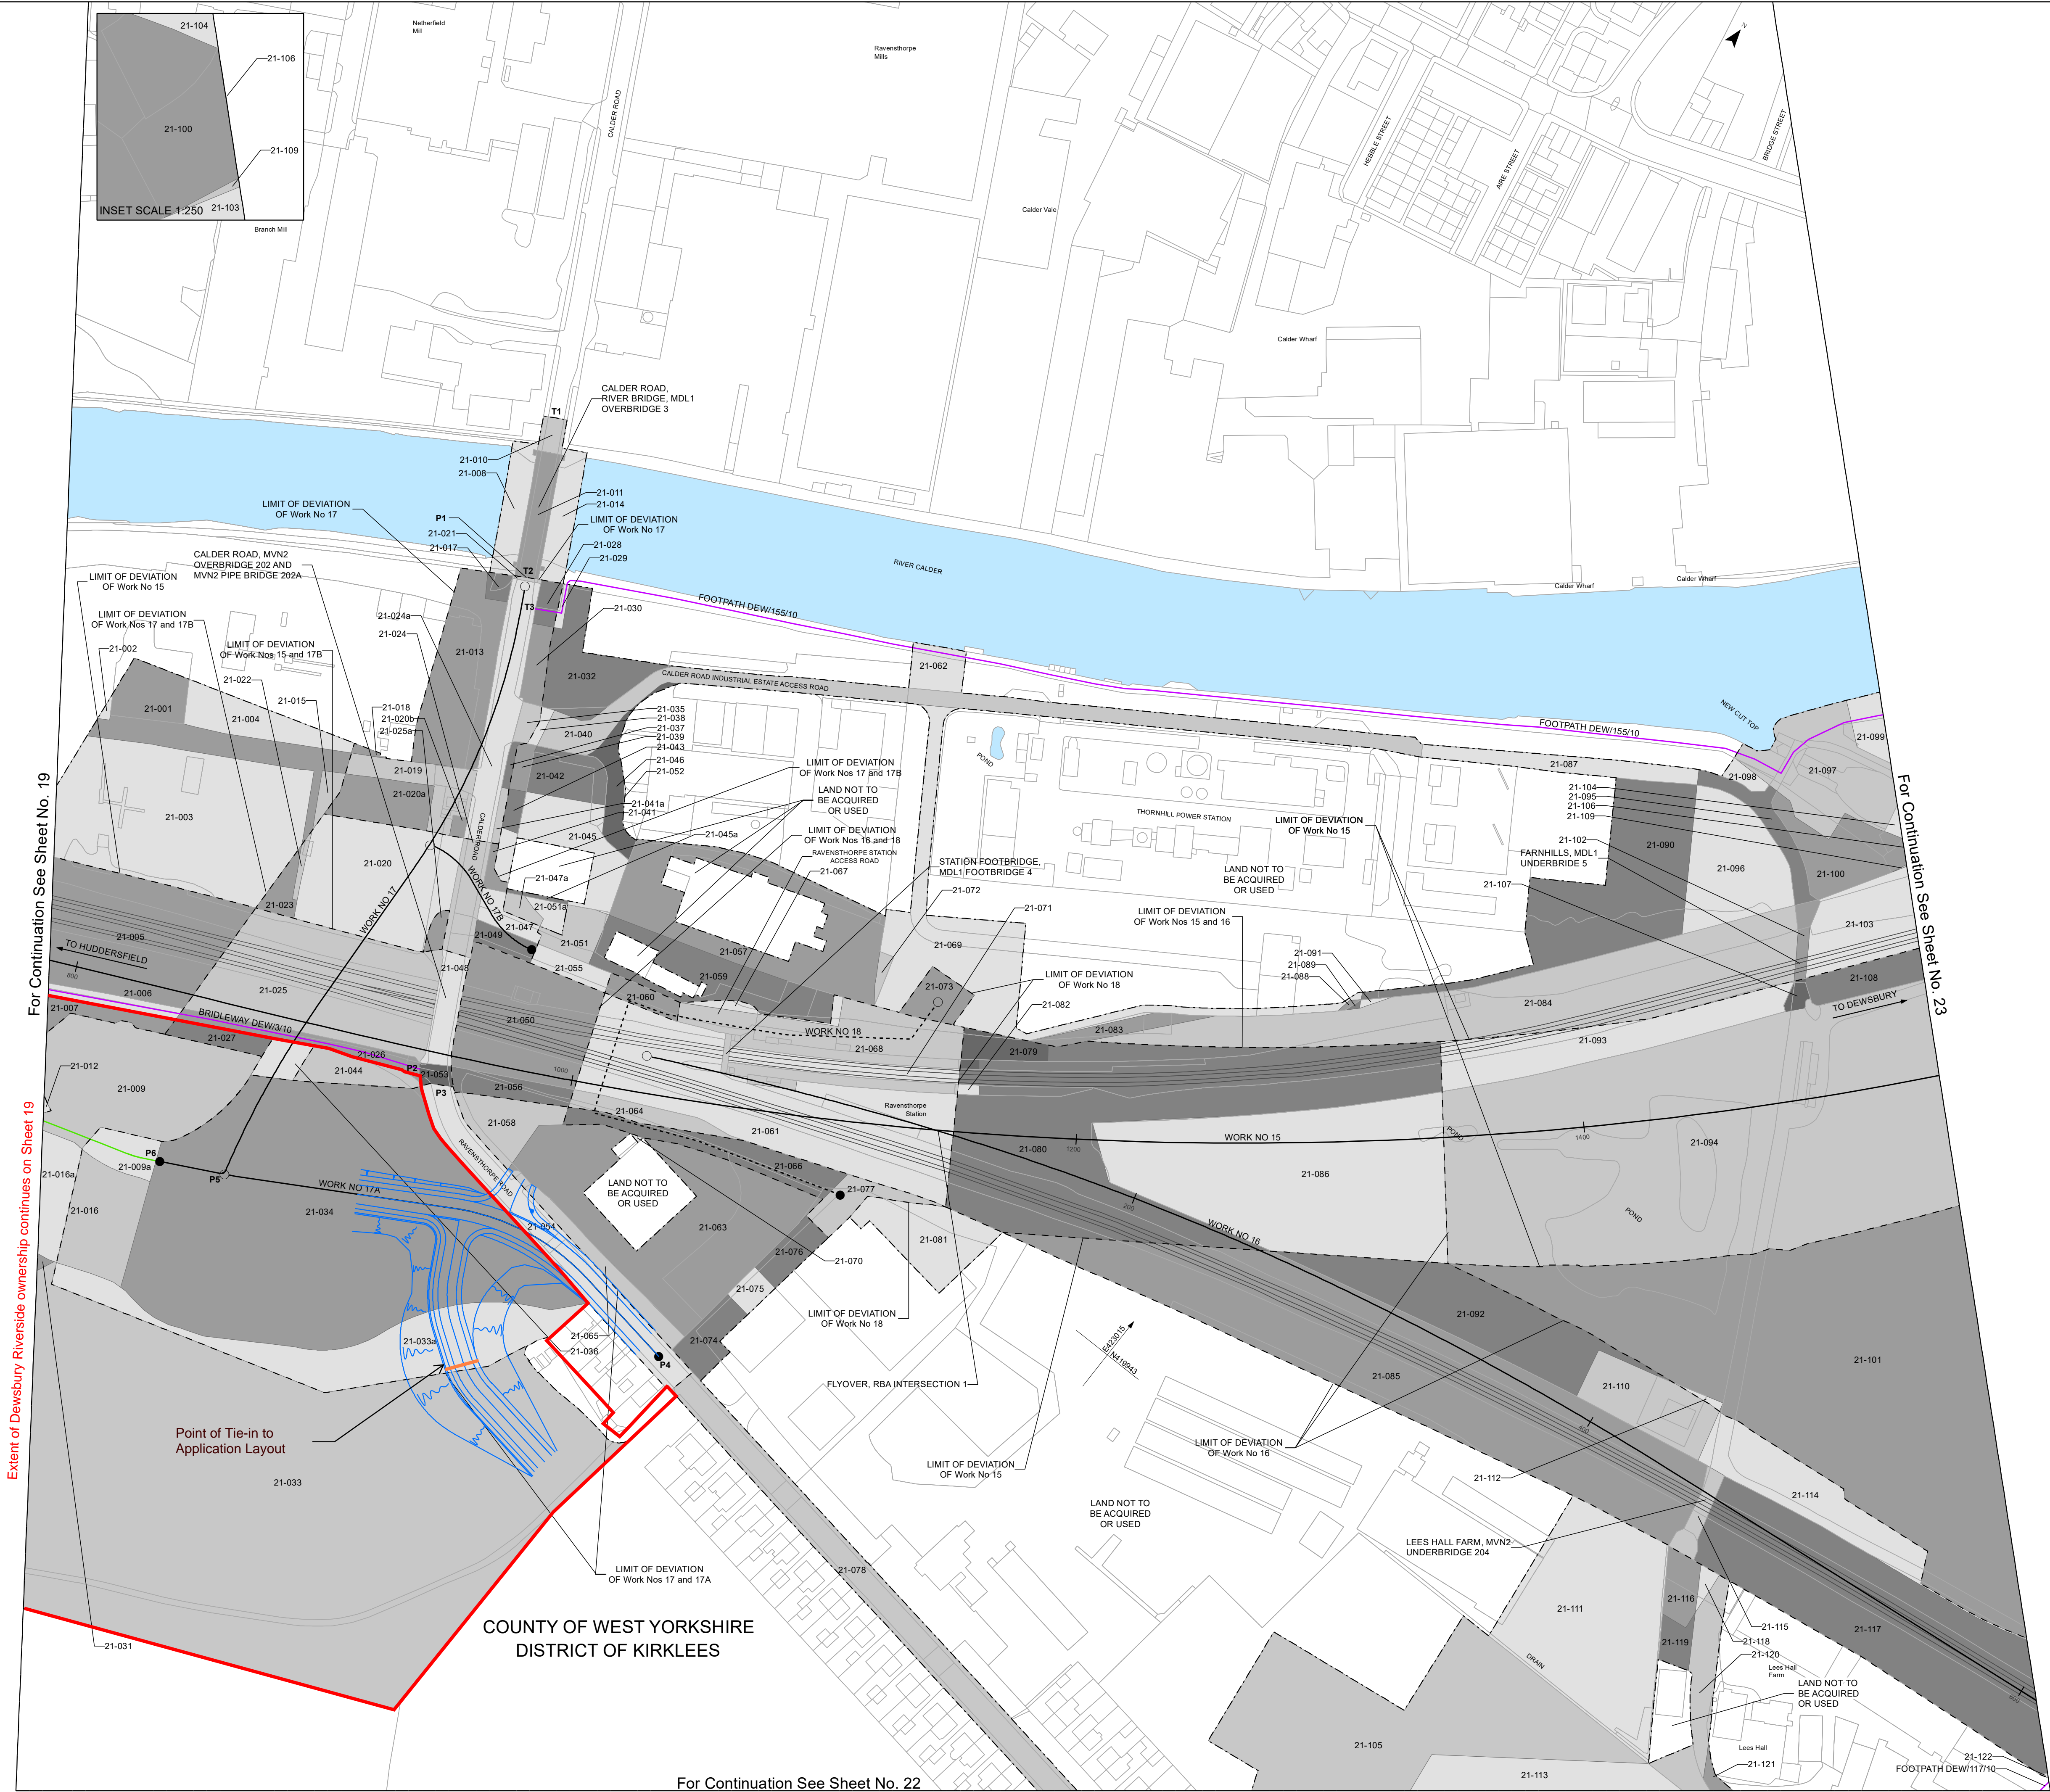 21-104
21-106
21-100
21-109
INSET SCALE 1:250
21-103
Netherfield
Mill
Ravensthorpe
Mills
Branch Mill
CALDER ROAD
Calder Vale
HEBBLE STREET
AIRE STREET
BRIDGE STREET
N
Calder Wharf
Calder Wharf
Calder Wharf
CALDER ROAD,
RIVER BRIDGE, MDL1
OVERBRIDGE 3
T1
21-010
21-008
21-011
21-014
LIMIT OF DEVIATION
OF Work No 17
P1
21-021
21-017
LIMIT OF DEVIATION
OF Work No 17
21-028
21-029
T2
T3
RIVER CALDER
CALDER ROAD, MVN2
OVERBRIDGE 202 AND
MVN2 PIPE BRIDGE 202A
LIMIT OF DEVIATION
OF Work No 15
LIMIT OF DEVIATION
OF Work Nos 17 and 17B
LIMIT OF DEVIATION
OF Work Nos 15 and 17B
21-024a
21-024
21-030
FOOTPATH DEW/155/10
21-002
21-022
21-015
21-013
21-032
21-062
CALDER ROAD INDUSTRIAL ESTATE ACCESS ROAD
21-001
21-004
21-018
21-020b
21-025a
21-035
21-038
21-037
21-039
21-043
21-046
21-052
21-040
21-042
21-019
21-020a
21-003
21-020
21-023
CALDER ROAD
21-041a
21-041
21-045
21-045a
LIMIT OF DEVIATION
OF Work Nos 17 and 17B
LAND NOT TO
BE ACQUIRED
OR USED
LIMIT OF DEVIATION
OF Work Nos 16 and 18
RAVENSTHORPE STATION
ACCESS ROAD
21-067
STATION FOOTBRIDGE,
MDL1 FOOTBRIDGE 4
21-072
21-071
POND
THORNHILL POWER STATION
LAND NOT TO
BE ACQUIRED
OR USED
LIMIT OF DEVIATION
OF Work No 15
FOOTPATH DEW/155/10
NEW CUT TOP
21-087
21-098
21-099
21-097
21-104
21-095
21-106
21-109
21-102
FARNHILLS, MDL1
UNDERBRIDE 5
21-107
21-090
21-096
21-100
21-103
21-108
TO DEWSBURY
For Continuation See Sheet No. 19
For Continuation See Sheet No. 23
WORK NO 17
WORK NO 17B
21-047a
21-051a
21-047
21-049
21-051
21-055
21-057
21-059
21-060
21-069
21-073
LIMIT OF DEVIATION
OF Work No 18
21-082
LIMIT OF DEVIATION
OF Work Nos 15 and 16
21-091
21-089
21-088
21-084
21-083
21-093
21-005
TO HUDDERSFIELD
800
21-006
21-025
21-048
21-050
WORK NO 18
21-068
21-079
21-007
BRIDLEWAY DEW/3/10
21-027
21-026
P2
21-053
21-056
1000
P3
21-044
21-012
21-009
21-058
21-064
21-061
Ravensthorpe
Station
21-080
1200
WORK NO 15
1400
POND
21-094
21-086
POND
Extent of Dewsbury Riverside ownership continues on Sheet 19
P6
21-009a
P5
WORK NO 17A
21-016a
21-016
21-034
RAVENSTHORPE ROAD
21-054
LAND NOT TO
BE ACQUIRED
OR USED
21-066
21-077
21-063
21-076
21-070
21-081
200
WORK NO 16
21-075
21-074
LIMIT OF DEVIATION
OF Work No 18
21-033a
21-065
21-036
P4
FLYOVER, RBA INTERSECTION 1
E423015
N419943
21-085
21-092
21-101
21-110
400
Point of Tie-in to
Application Layout
21-033
LIMIT OF DEVIATION
OF Work No 15
LIMIT OF DEVIATION
OF Work No 16
21-112
21-114
LAND NOT TO
BE ACQUIRED
OR USED
LEES HALL FARM, MVN2
UNDERBRIDGE 204
LIMIT OF DEVIATION
OF Work Nos 17 and 17A
21-078
21-031
COUNTY OF WEST YORKSHIRE
DISTRICT OF KIRKLEES
21-111
21-116
21-119
21-115
21-118
21-120
21-117
DRAIN
Lees Hall
Farm
LAND NOT TO
BE ACQUIRED
OR USED
600
21-105
21-113
Lees Hall
21-121
21-122
FOOTPATH DEW/117/10
For Continuation See Sheet No. 22